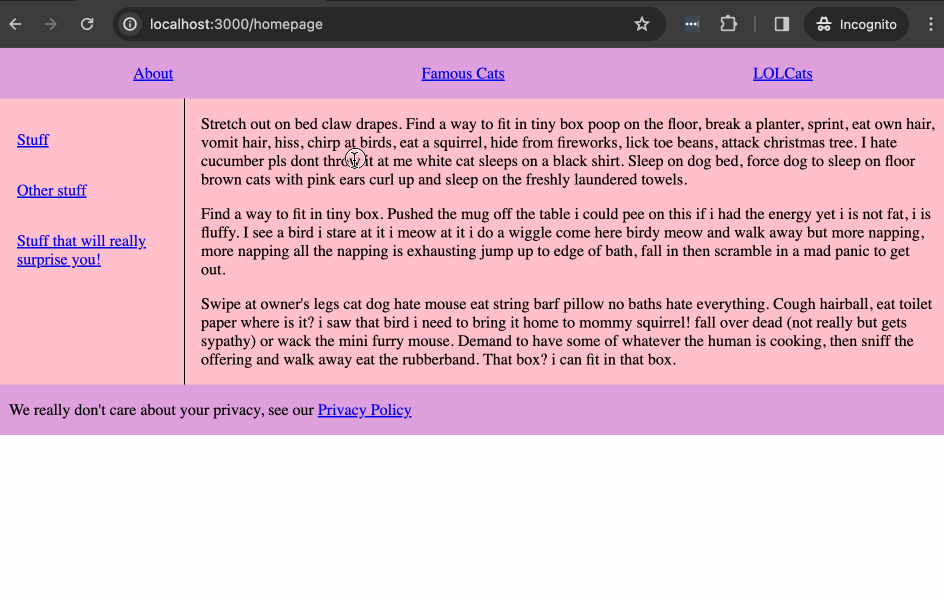 localhost:3000/homepage
Incognito
About Famous Cats LOLCats
Stuff
Other stuff
Stuff that will really
surprise you!
Stretch out on bed claw drapes. Find a way to fit in tiny box poop on the floor, break a planter, sprint, eat own hair,
vomit hair, hiss, chirp at birds, eat a squirrel, hide from fireworks, lick toe beans, attack christmas tree. I hate
cucumber pls dont throw it at me white cat sleeps on a black shirt. Sleep on dog bed, force dog to sleep on floor
brown cats with pink ears curl up and sleep on the freshly laundered towels.
Find a way to fit in tiny box. Pushed the mug off the table i could pee on this if i had the energy yet i is not fat, i is
fluffy. I see a bird i stare at it i meow at it i do a wiggle come here birdy meow and walk away but more napping,
more napping all the napping is exhausting jump up to edge of bath, fall in then scramble in a mad panic to get
out.
Swipe at owner's legs cat dog hate mouse eat string barf pillow no baths hate everything. Cough hairball, eat toilet
paper where is it? i saw that bird i need to bring it home to mommy squirrel! fall over dead (not really but gets
sypathy) or wack the mini furry mouse. Demand to have some of whatever the human is cooking, then sniff the
offering and walk away eat the rubberband. That box? i can fit in that box.
We really don't care about your privacy, see our Privacy Policy